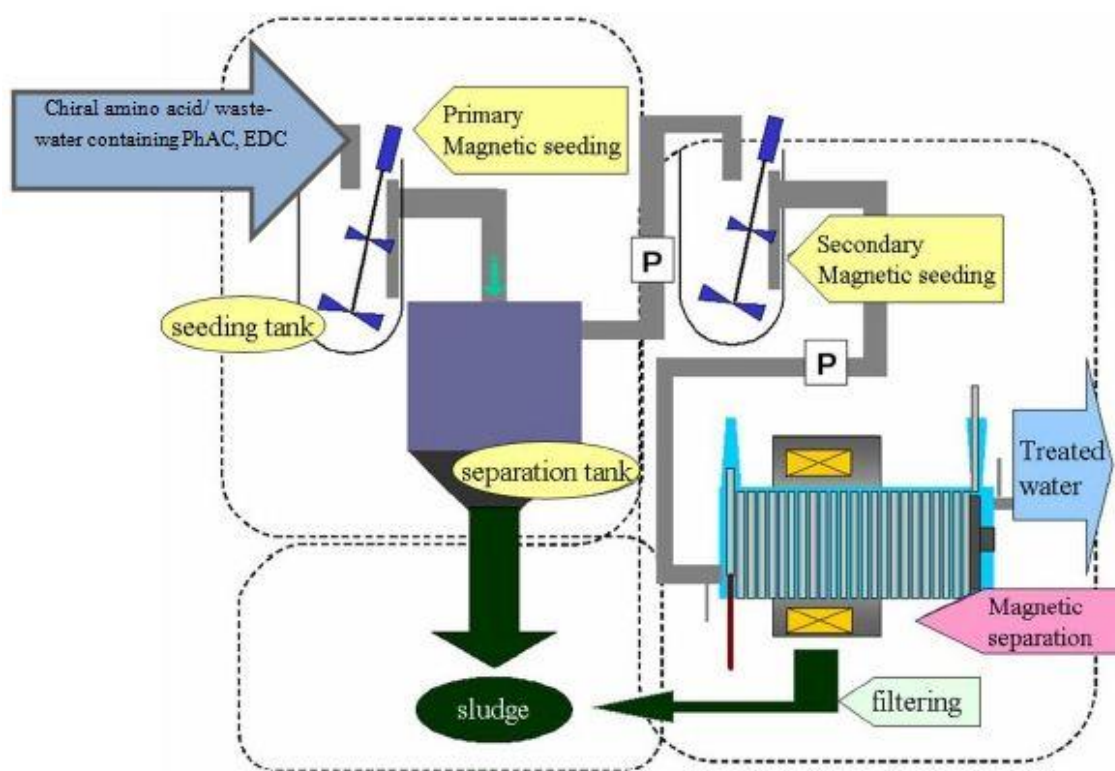 Chiral amino acid/ waste-
water containing PhAC, EDC
Primary
Magnetic seeding
seeding tank
separation tank
P
Secondary
Magnetic seeding
P
Treated
water
Magnetic
separation
filtering
sludge